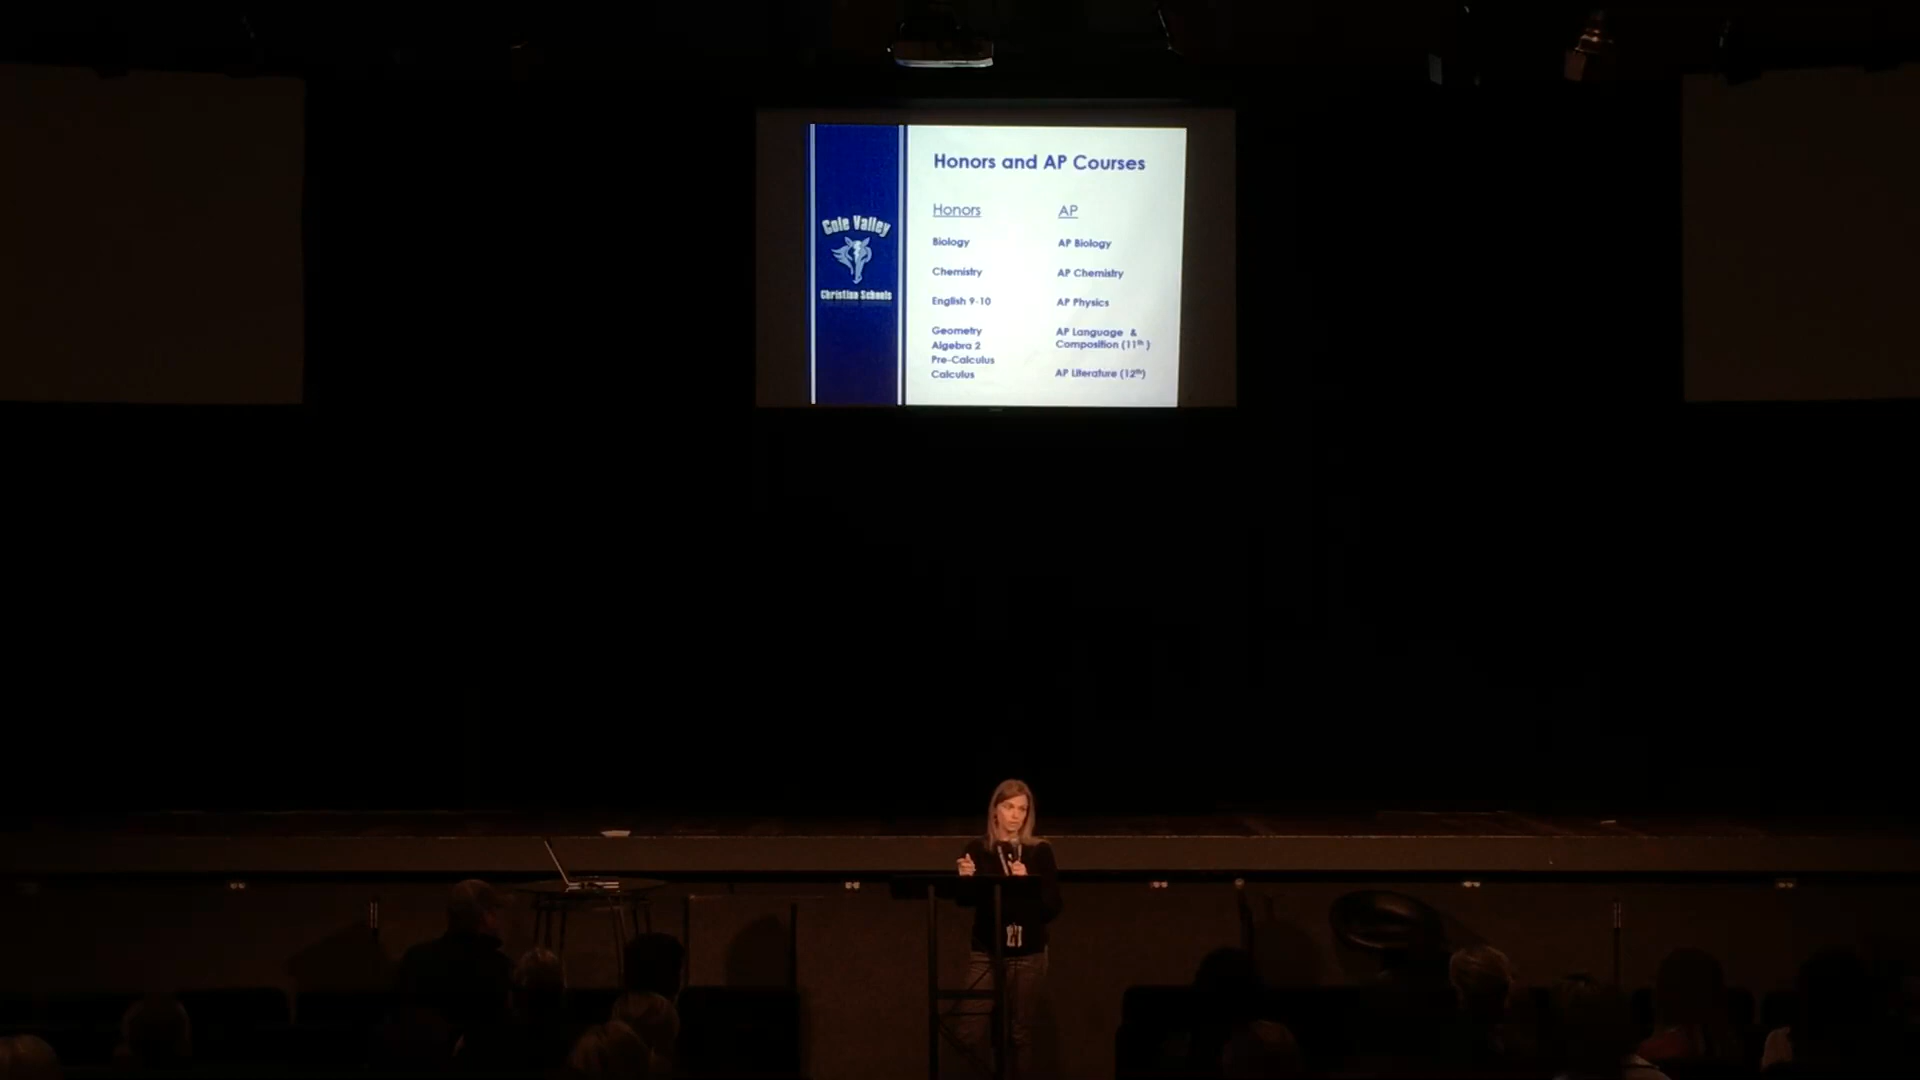 Honors and AP Courses
Cole Valley
Christian Schools
Honors
Biology
Chemistry
English 9-10
Geometry
Algebra 2
Pre-Calculus
Calculus
AP
AP Biology
AP Chemistry
AP Physics
AP Language &
Composition (11th)
AP Literature (12th)